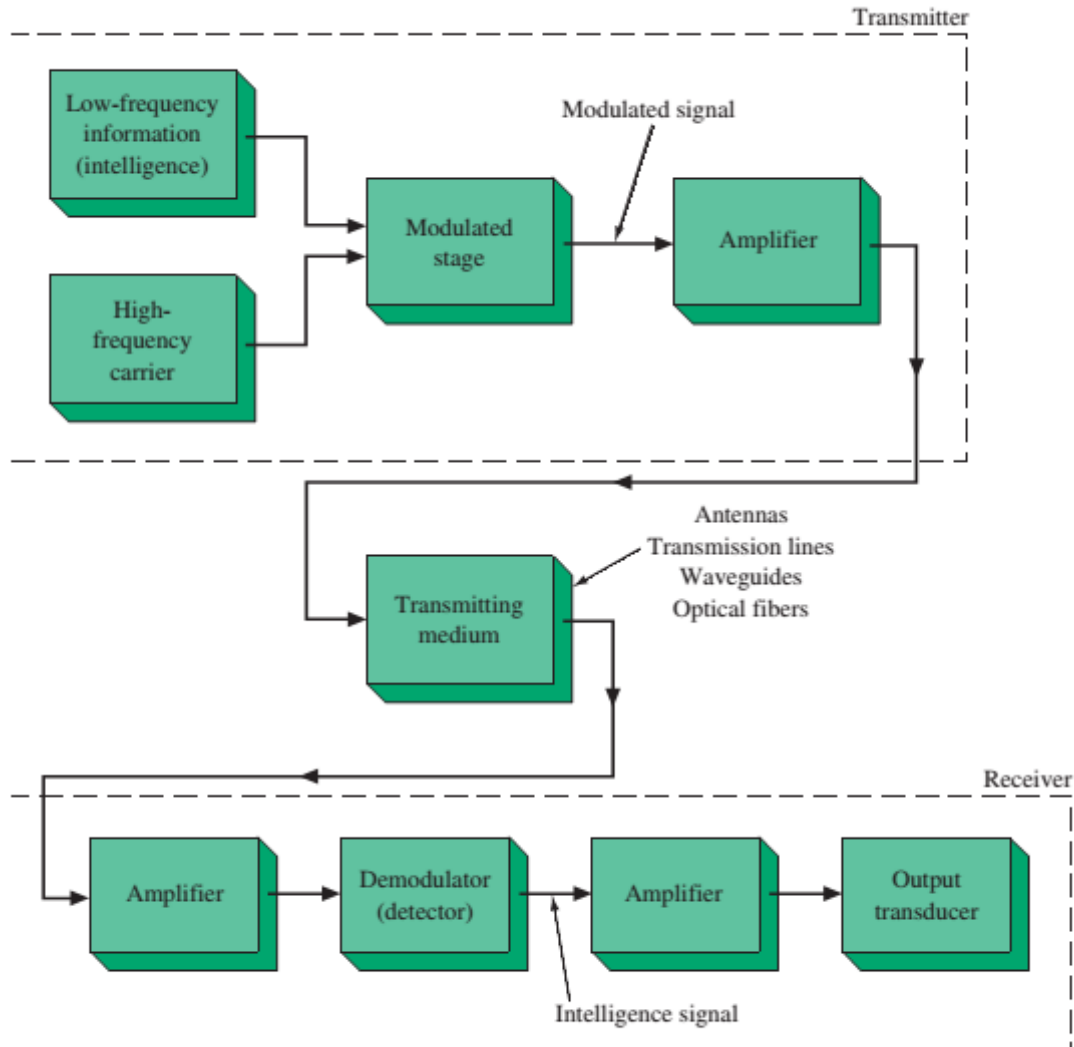 Transmitter
Low-frequency
information
(intelligence)
Modulated signal
Modulated
stage
Amplifier
High-
frequency
carrier
Antennas
Transmission lines
Waveguides
Optical fibers
Transmitting
medium
Receiver
Amplifier
Demodulator
(detector)
Amplifier
Output
transducer
Intelligence signal